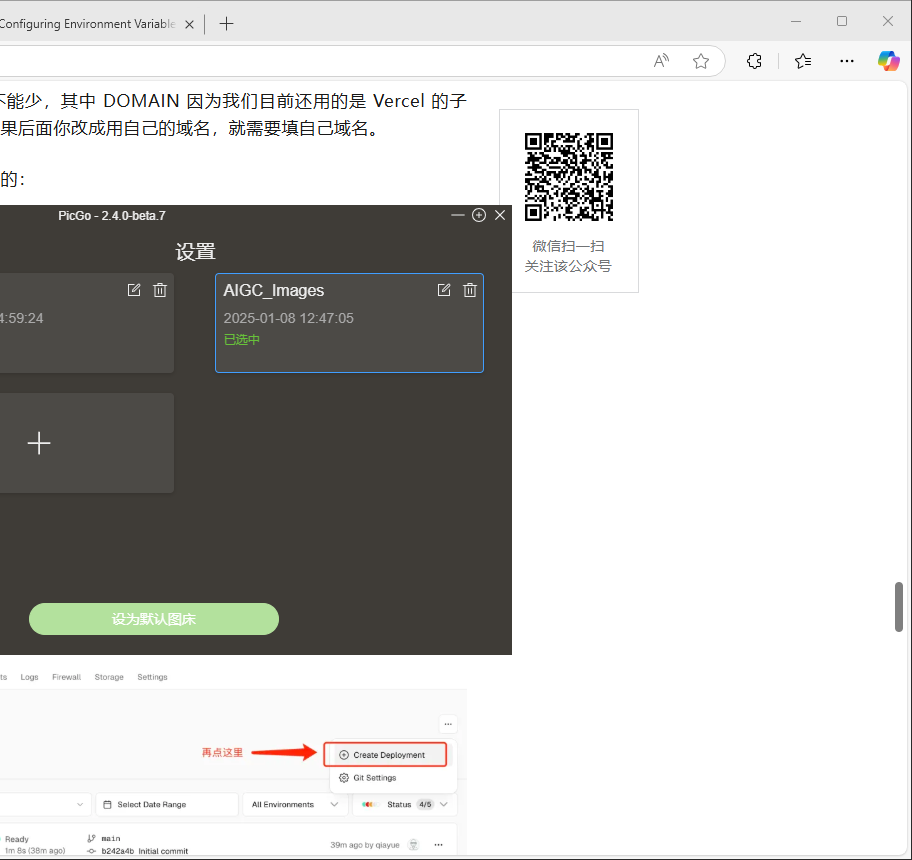 Configuring Environment Variable
不能少，其中 DOMAIN 因为我们目前还用的是 Vercel 的子
果后面你改成用自己的域名，就需要填自己域名。
的：
微信扫一扫
关注该公众号
PicGo - 2.4.0-beta.7
设置
AIGC_Images
4:59:24
2025-01-08 12:47:05
已选中
设为默认图床
ts Logs Firewall Storage Settings
再点这里
Create Deployment
Git Settings
Select Date Range
All Environments
Status 4/5
Ready
main
1m 8s (38m ago)
b242a4b Initial commit
39m ago by qiayue